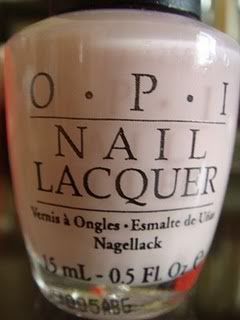 O · P · I
NAIL
LACQUER
Vernis à Ongles · Esmalte de Uñas
Nagellack
15 mL - 0.5 Fl Oz